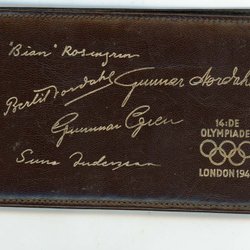 "Bian" Rosengren
Bertil Nordahl Gunnar Nordahl
Gunnar Gren
Sune Andersson
14:DE
OLYMPIADEN
LONDON 194